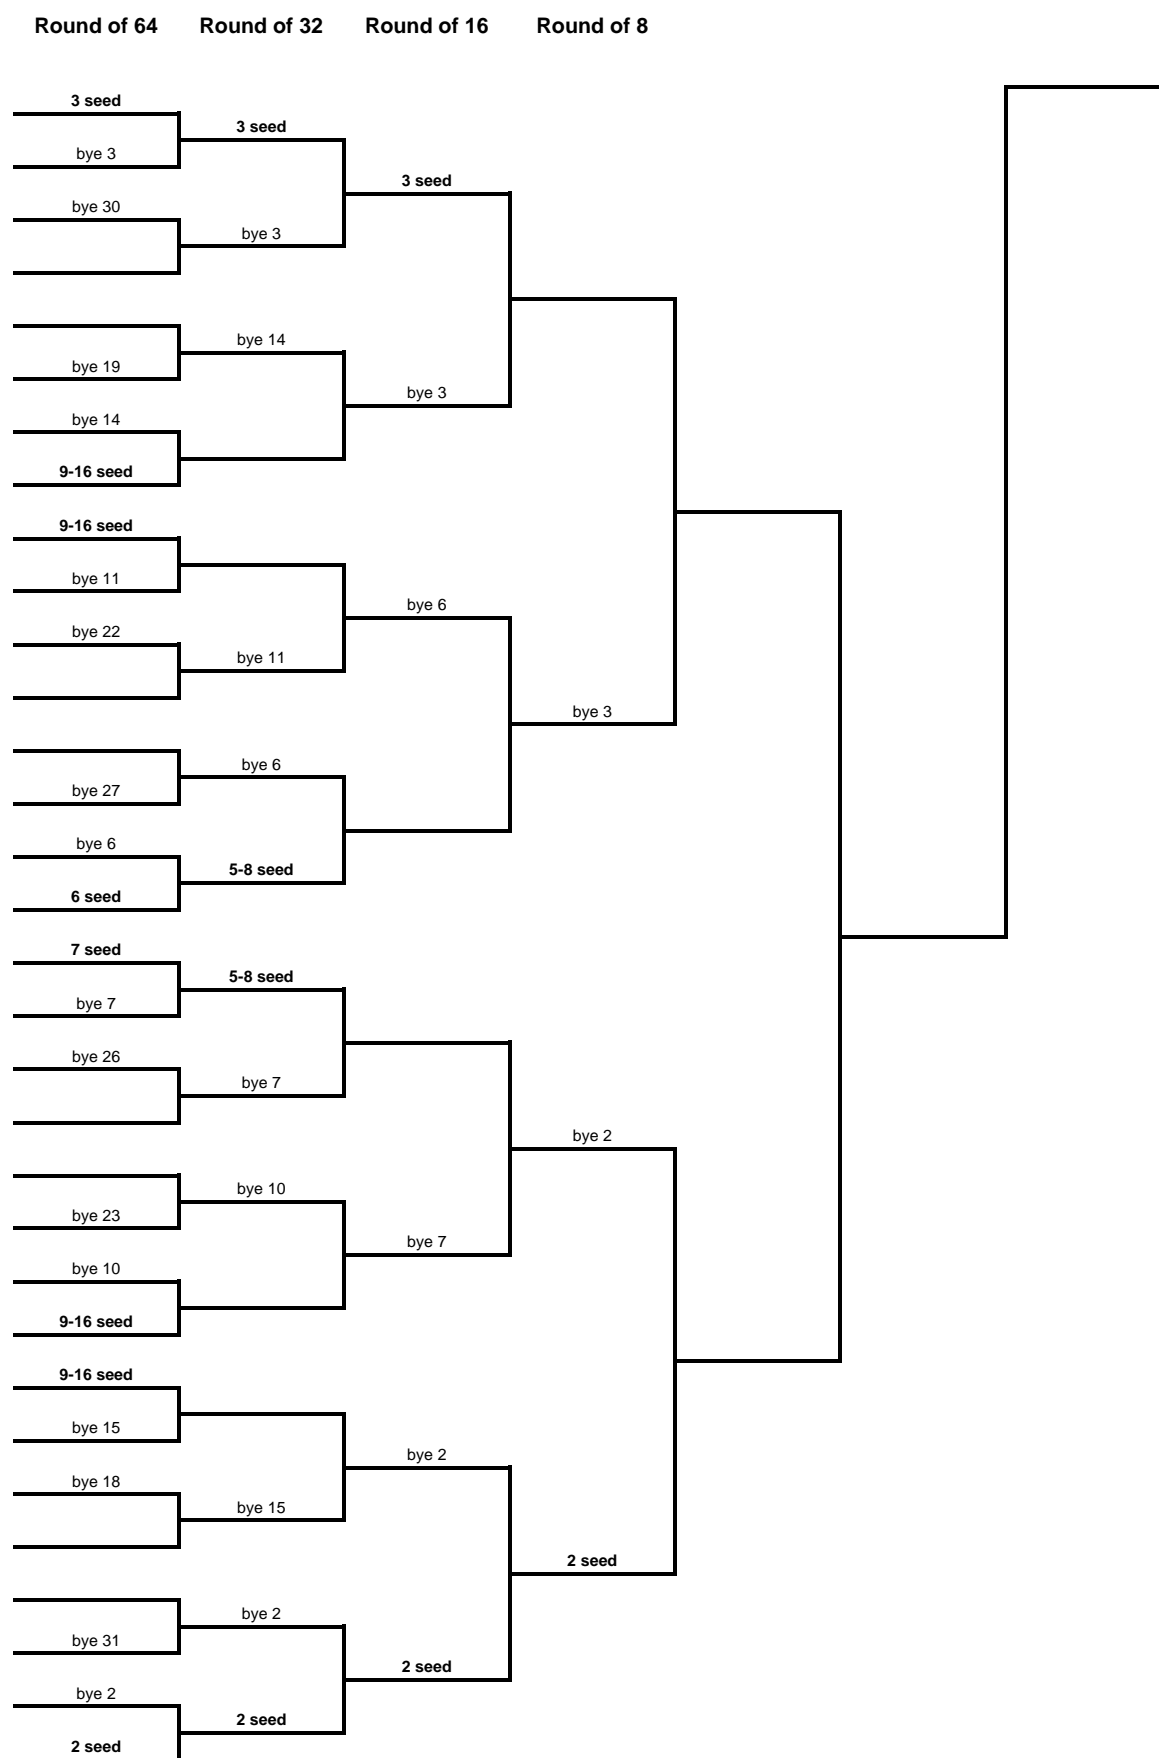 Round of 64 Round of 32 Round of 16 Round of 8
3 seed
3 seed
bye 3
3 seed
bye 30
bye 3
bye 14
bye 19
bye 3
bye 14
9-16 seed
9-16 seed
bye 11
bye 6
bye 22
bye 11
bye 3
bye 6
bye 27
bye 6
5-8 seed
6 seed
7 seed
5-8 seed
bye 7
bye 26
bye 7
bye 2
bye 10
bye 23
bye 7
bye 10
9-16 seed
9-16 seed
bye 15
bye 2
bye 18
bye 15
2 seed
bye 2
bye 31
2 seed
bye 2
2 seed
2 seed